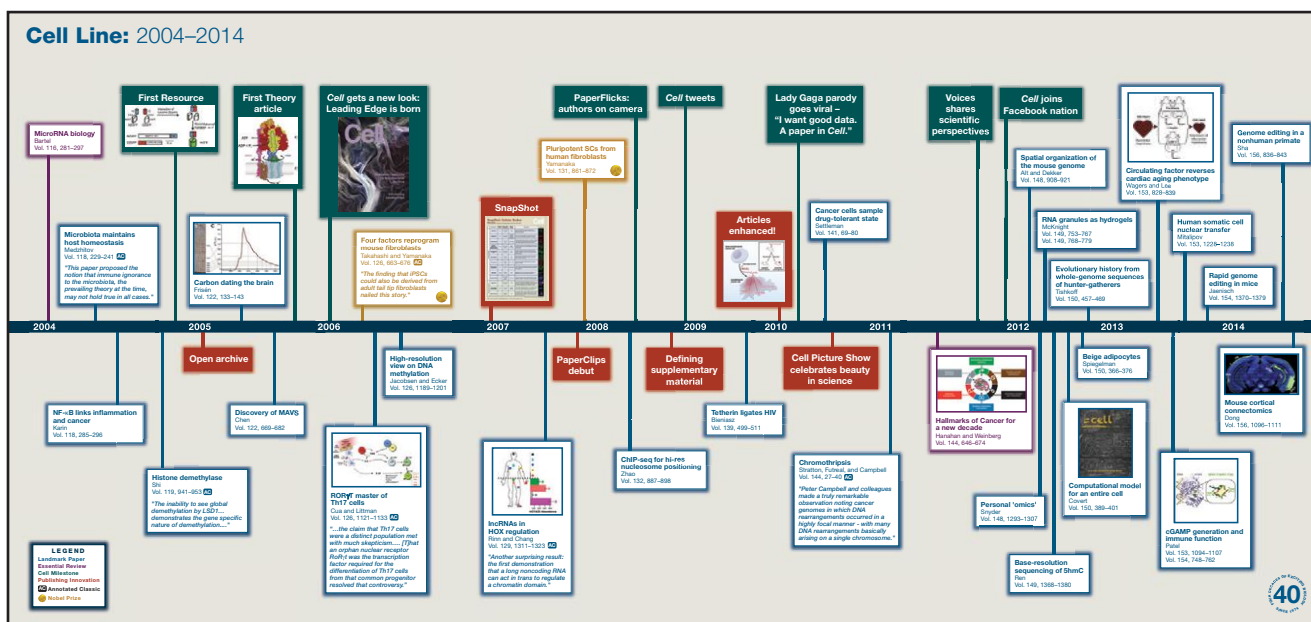 Cell Line: 2004–2014
First Resource
First Theory
article
Cell gets a new look:
Leading Edge is born
Cell
PaperFlicks:
authors on camera
Cell tweets
Lady Gaga parody
goes viral –
“I want good data.
A paper in Cell.”
Voices
shares
scientific
perspectives
Cell joins
Facebook nation
MicroRNA biology
Bartel
Vol. 116, 281–297
Microbiota maintains
host homeostasis
Medzhitov
Vol. 118, 229–241 AC
“This paper proposed the
notion that immune ignorance
to the microbiota, the
prevailing theory at the time,
may not hold true in all cases.”
Carbon dating the brain
Frisén
Vol. 122, 133–143
Four factors reprogram
mouse fibroblasts
Takahashi and Yamanaka
Vol. 126, 663–676 AC
“The finding that iPSCs
could also be derived from
adult tail tip fibroblasts
nailed this story.”
SnapShot
Pluripotent SCs from
human fibroblasts
Yamanaka
Vol. 131, 861–872
Articles
enhanced!
Cancer cells sample
drug-tolerant state
Settleman
Vol. 141, 69–80
Spatial organization of
the mouse genome
Alt and Dekker
Vol. 148, 908–921
RNA granules as hydrogels
McKnight
Vol. 149, 753–767
Vol. 149, 768–779
Evolutionary history from
whole-genome sequences
of hunter-gatherers
Tishkoff
Vol. 150, 457–469
Circulating factor reverses
cardiac aging phenotype
Wagers and Lee
Vol. 153, 828–839
Human somatic cell
nuclear transfer
Mitalipov
Vol. 153, 1228–1238
Rapid genome
editing in mice
Jaenisch
Vol. 154, 1370–1379
Genome editing in a
nonhuman primate
Sha
Vol. 156, 836–843
2004 2005 2006 2007 2008 2009 2010 2011 2012 2013 2014
Open archive
PaperClips
debut
Defining
supplementary
material
Cell Picture Show
celebrates beauty
in science
NF-κB links inflammation
and cancer
Karin
Vol. 118, 285–296
Histone demethylase
Shi
Vol. 119, 941–953 AC
“The inability to see global
demethylation by LSD1...
demonstrates the gene specific
nature of demethylation....”
Discovery of MAVS
Chen
Vol. 122, 669–682
High-resolution
view on DNA
methylation
Jacobsen and Ecker
Vol. 126, 1189–1201
RORγT master of
Th17 cells
Cua and Littman
Vol. 126, 1121–1133 AC
“...the claim that Th17 cells
were a distinct population met
with much skepticism.... [T]hat
an orphan nuclear receptor
RoRγt was the transcription
factor required for the
differentiation of Th17 cells
from that common progenitor
resolved that controversy.”
lncRNAs in
HOX regulation
Rinn and Chang
Vol. 129, 1311–1323 AC
“Another surprising result:
the first demonstration
that a long noncoding RNA
can act in trans to regulate
a chromatin domain.”
ChIP-seq for hi-res
nucleosome positioning
Zhao
Vol. 132, 887–898
Tetherin ligates HIV
Bieniasz
Vol. 139, 499–511
Chromothripsis
Stratton, Futreal, and Campbell
Vol. 144, 27–40 AC
“Peter Campbell and colleagues
made a truly remarkable
observation noting cancer
genomes in which DNA
rearrangements occurred in a
highly focal manner - with many
DNA rearrangements basically
arising on a single chromosome.”
Hallmarks of Cancer for
a new decade
Hanahan and Weinberg
Vol. 144, 646–674
Personal ‘omics’
Snyder
Vol. 148, 1293–1307
Base-resolution
sequencing of 5hmC
Ren
Vol. 149, 1368–1380
Beige adipocytes
Spiegelman
Vol. 150, 366–376
cell
Computational model
for an entire cell
Covert
Vol. 150, 389–401
cGAMP generation and
immune function
Patel
Vol. 153, 1094–1107
Vol. 154, 748–762
Mouse cortical
connectomics
Dong
Vol. 156, 1096–1111
LEGEND
Landmark Paper
Essential Review
Cell Milestone
Publishing Innovation
AC Annotated Classic
Nobel Prize
40